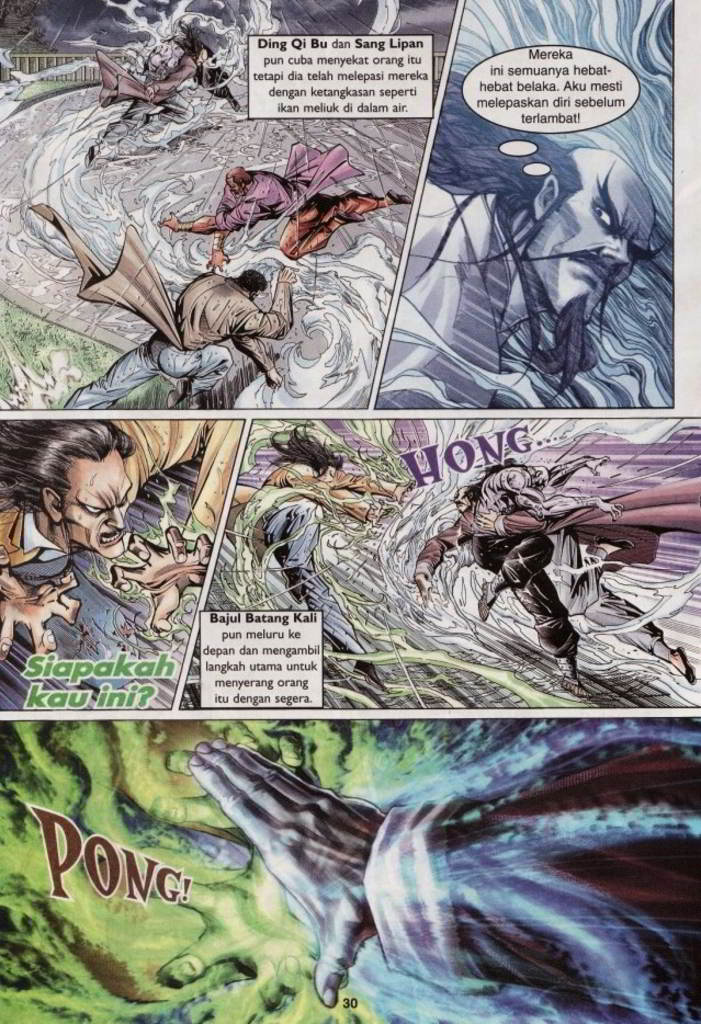 Ding Qi Bu dan Sang Lipan
pun cuba menyekat orang itu
tetapi dia telah melepasi mereka
dengan ketangkasan seperti
ikan meliuk di dalam air.
Mereka
ini semuanya hebat-
hebat belaka. Aku mesti
melepaskan diri sebelum
terlambat!
Siapakah
kau ini?
HONG...
Bajul Batang Kali
pun meluru ke
depan dan mengambil
langkah utama untuk
menyerang orang
itu dengan segera.
PONG!
30